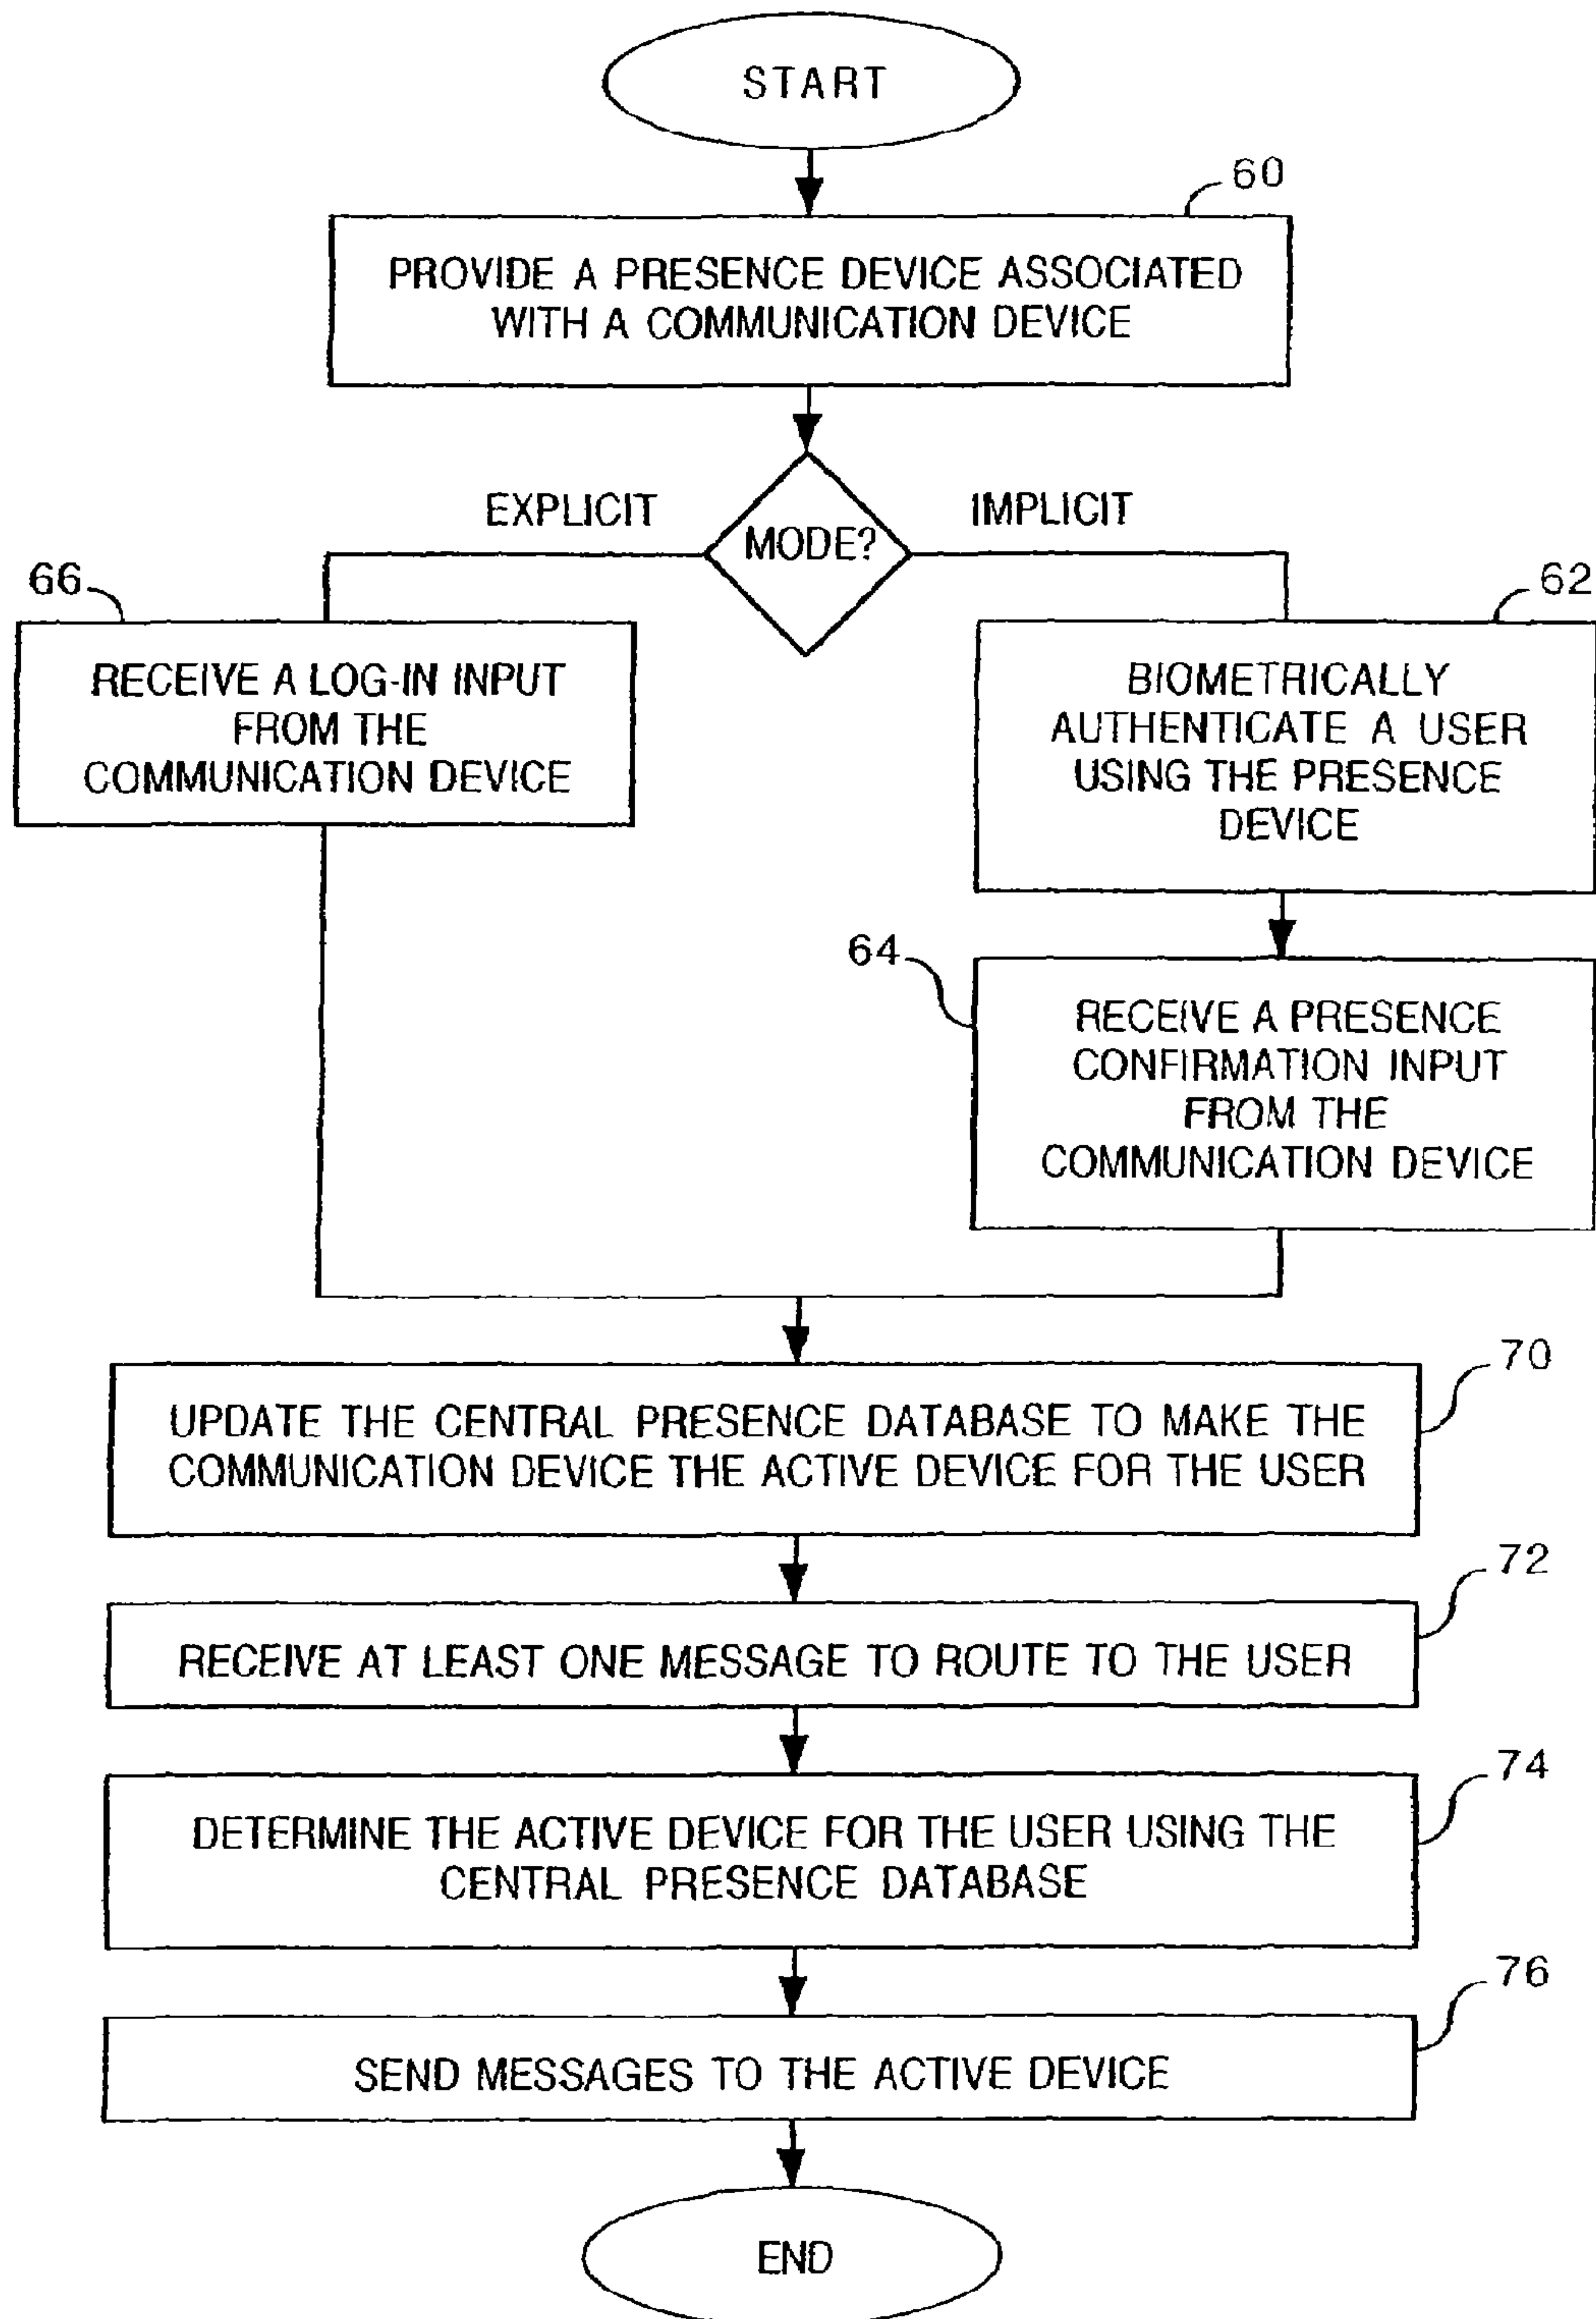 START
60
PROVIDE A PRESENCE DEVICE ASSOCIATED
WITH A COMMUNICATION DEVICE
EXPLICIT
MODE?
IMPLICIT
66
RECEIVE A LOG-IN INPUT
FROM THE
COMMUNICATION DEVICE
62
BIOMETRICALLY
AUTHENTICATE A USER
USING THE PRESENCE
DEVICE
64
RECEIVE A PRESENCE
CONFIRMATION INPUT
FROM THE
COMMUNICATION DEVICE
70
UPDATE THE CENTRAL PRESENCE DATABASE TO MAKE THE
COMMUNICATION DEVICE THE ACTIVE DEVICE FOR THE USER
72
RECEIVE AT LEAST ONE MESSAGE TO ROUTE TO THE USER
74
DETERMINE THE ACTIVE DEVICE FOR THE USER USING THE
CENTRAL PRESENCE DATABASE
76
SEND MESSAGES TO THE ACTIVE DEVICE
END